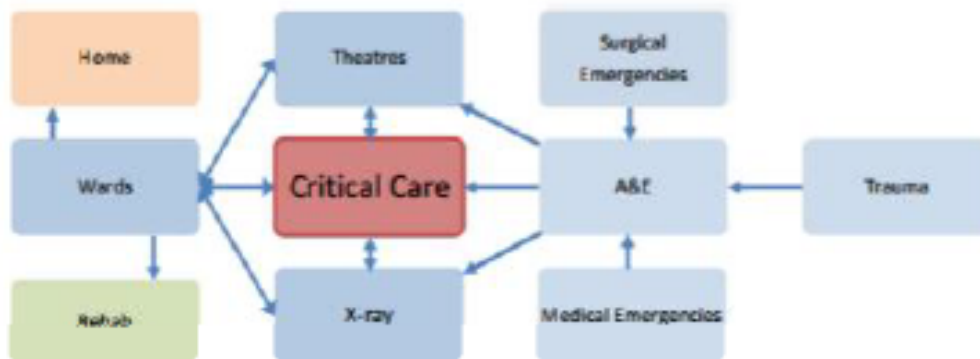 Home
Theatres
Surgical
Emergencies
Wards
Critical Care
A&E
Trauma
Rehab
X-ray
Medical Emergencies